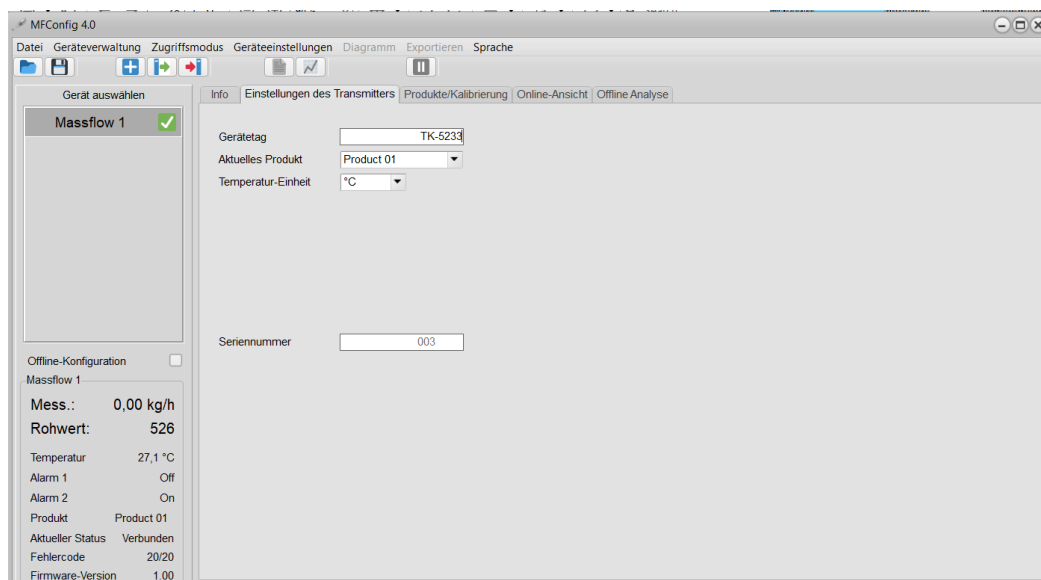 MFConfig 4.0
Datei Geräteverwaltung Zugriffsmodus Geräteeinstellungen Diagramm Exportieren Sprache
Gerät auswählen
Massflow 1
Info Einstellungen des Transmitters Produkte/Kalibrierung Online-Ansicht Offline Analyse
Gerätetag TK-5233
Aktuelles Produkt Product 01
Temperatur-Einheit °C
Seriennummer 003
Offline-Konfiguration
Massflow 1
Mess.: 0,00 kg/h
Rohwert: 526
Temperatur 27,1 °C
Alarm 1 Off
Alarm 2 On
Produkt Product 01
Aktueller Status Verbunden
Fehlercode 20/20
Firmware-Version 1.00